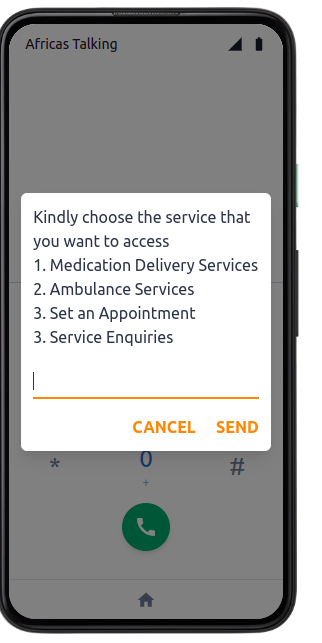 Africas Talking
Kindly choose the service that
you want to access
1. Medication Delivery Services
2. Ambulance Services
3. Set an Appointment
3. Service Enquiries
CANCEL SEND
* 0 #
+